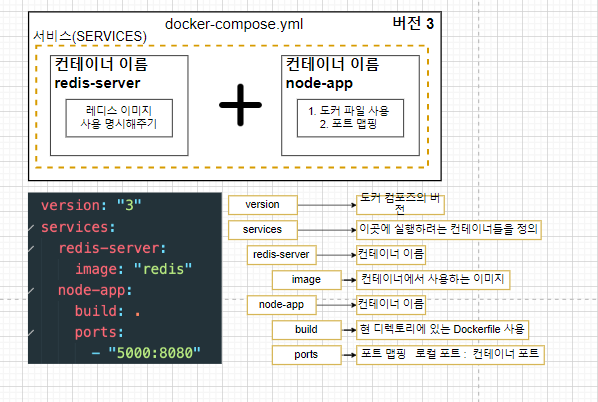 docker-compose.yml
버전 3
서비스(SERVICES)
컨테이너 이름
redis-server
레디스 이미지
사용 명시해주기
컨테이너 이름
node-app
1. 도커 파일 사용
2. 포트 맵핑
version: "3"
services:
redis-server:
image: "redis"
node-app:
build: .
ports:
- "5000:8080"
version
도커 컴포즈의 버
전
services
이곳에 실행하려는 컨테이너들을 정의
redis-server
컨테이너 이름
image
컨테이너에서 사용하는 이미지
node-app
컨테이너 이름
build
현 디렉토리에 있는 Dockerfile 사용
ports
포트 맵핑 로컬 포트 : 컨테이너 포트